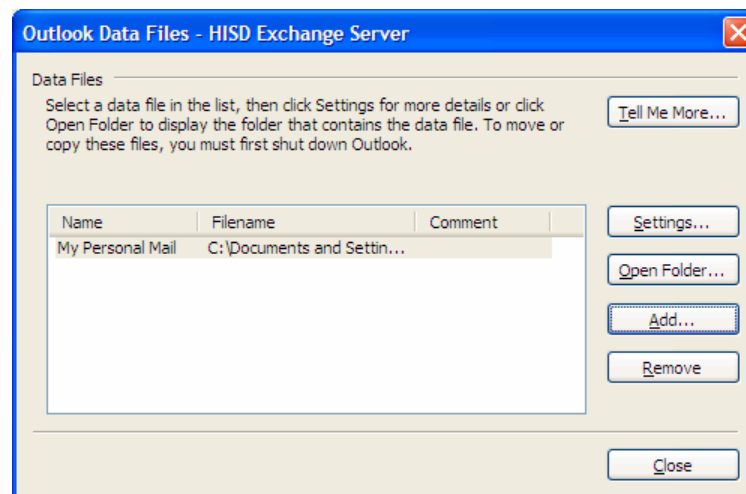 Outlook Data Files - HISD Exchange Server
Data Files
Select a data file in the list, then click Settings for more details or click
Open Folder to display the folder that contains the data file. To move or
copy these files, you must first shut down Outlook.
Tell Me More...
Name Filename Comment
My Personal Mail C:\Documents and Settin...
Settings...
Open Folder...
Add...
Remove
Close